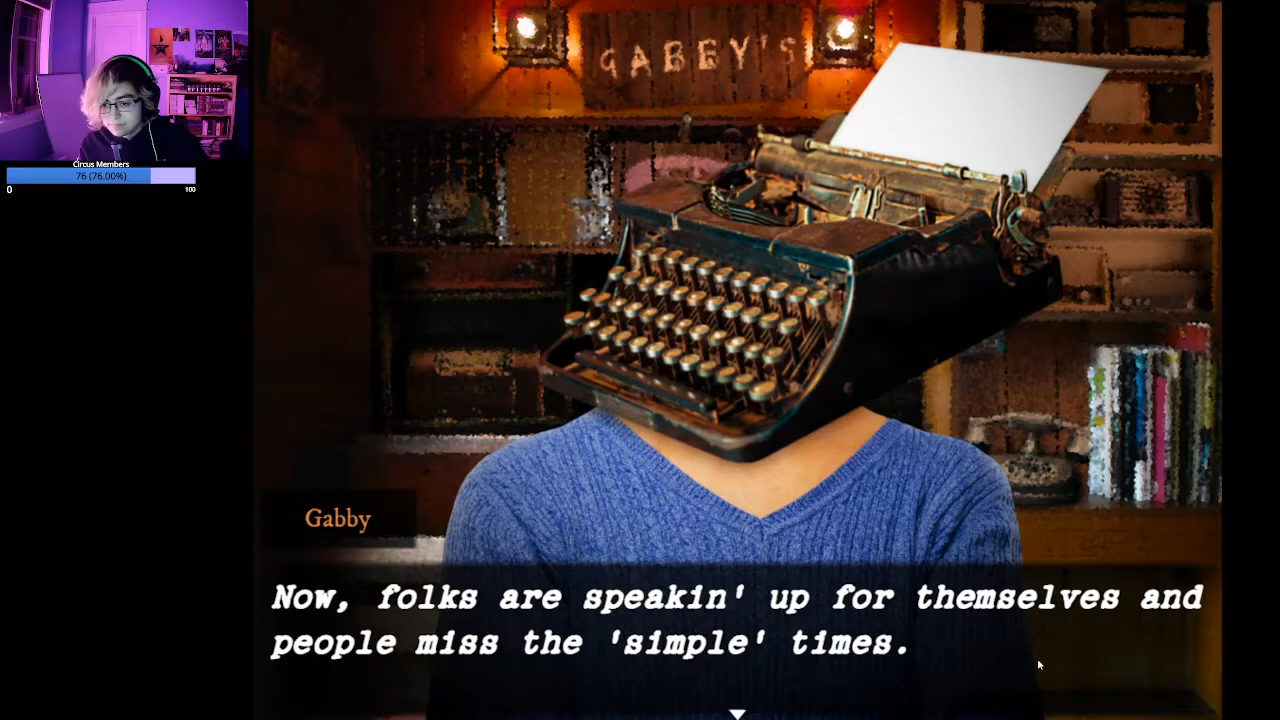 GABBY'S
Circus Members
76 (76.00%)
0 100
Gabby
Now, folks are speakin' up for themselves and
people miss the 'simple' times.